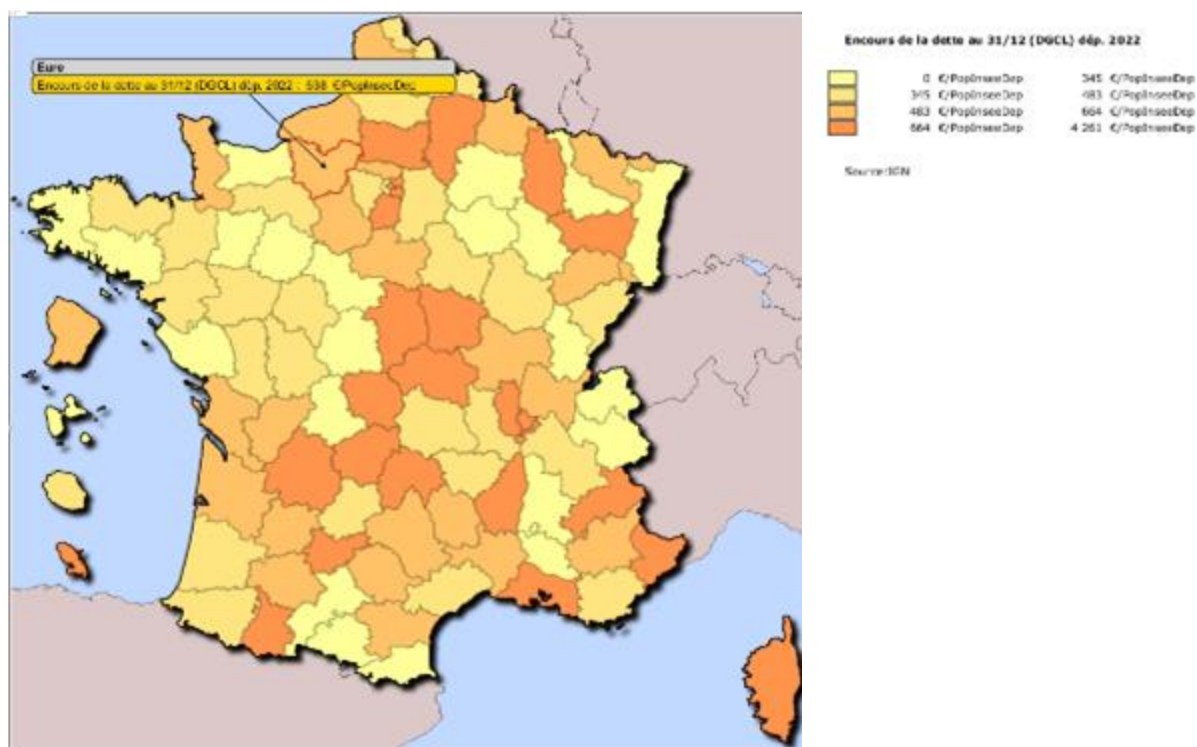 Eure
Encours de la dette au 31/12 (DGCL) dép. 2022 : 538 €/PopInseeDep
Encours de la dette au 31/12 (DGCL) dép. 2022
0 €/PopInseeDep 345 €/PopInseeDep
345 €/PopInseeDep 483 €/PopInseeDep
483 €/PopInseeDep 664 €/PopInseeDep
664 €/PopInseeDep 4 261 €/PopInseeDep
Source:IGN